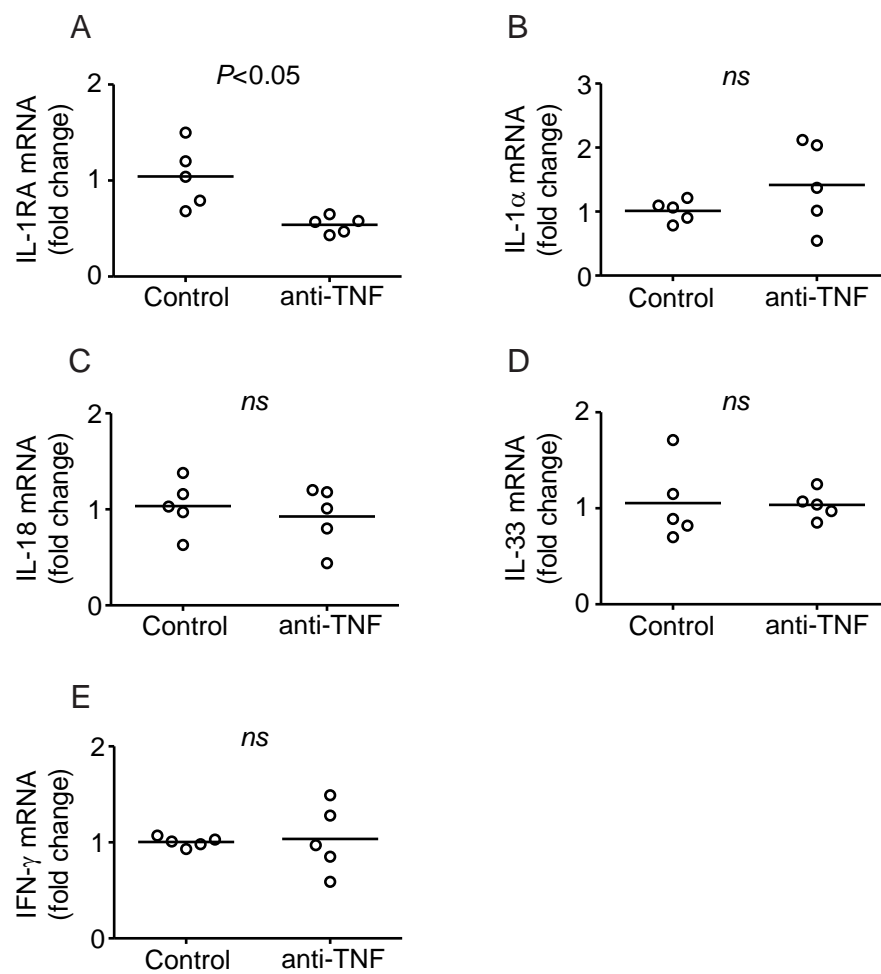 A
P<0.05
IL-1RA mRNA
(fold change)
2
1
0
Control anti-TNF
B
ns
IL-1α mRNA
(fold change)
3
2
1
0
Control anti-TNF
C
ns
IL-18 mRNA
(fold change)
2
1
0
Control anti-TNF
D
ns
IL-33 mRNA
(fold change)
2
1
0
Control anti-TNF
E
ns
IFN-γ mRNA
(fold change)
2
1
0
Control anti-TNF